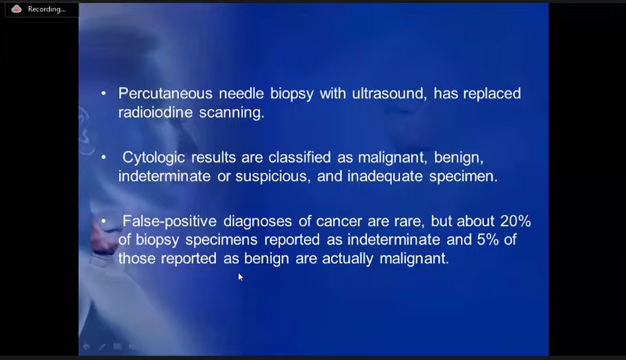 Recording...
• Percutaneous needle biopsy with ultrasound, has replaced
radioiodine scanning.
• Cytologic results are classified as malignant, benign,
indeterminate or suspicious, and inadequate specimen.
• False-positive diagnoses of cancer are rare, but about 20%
of biopsy specimens reported as indeterminate and 5% of
those reported as benign are actually malignant.